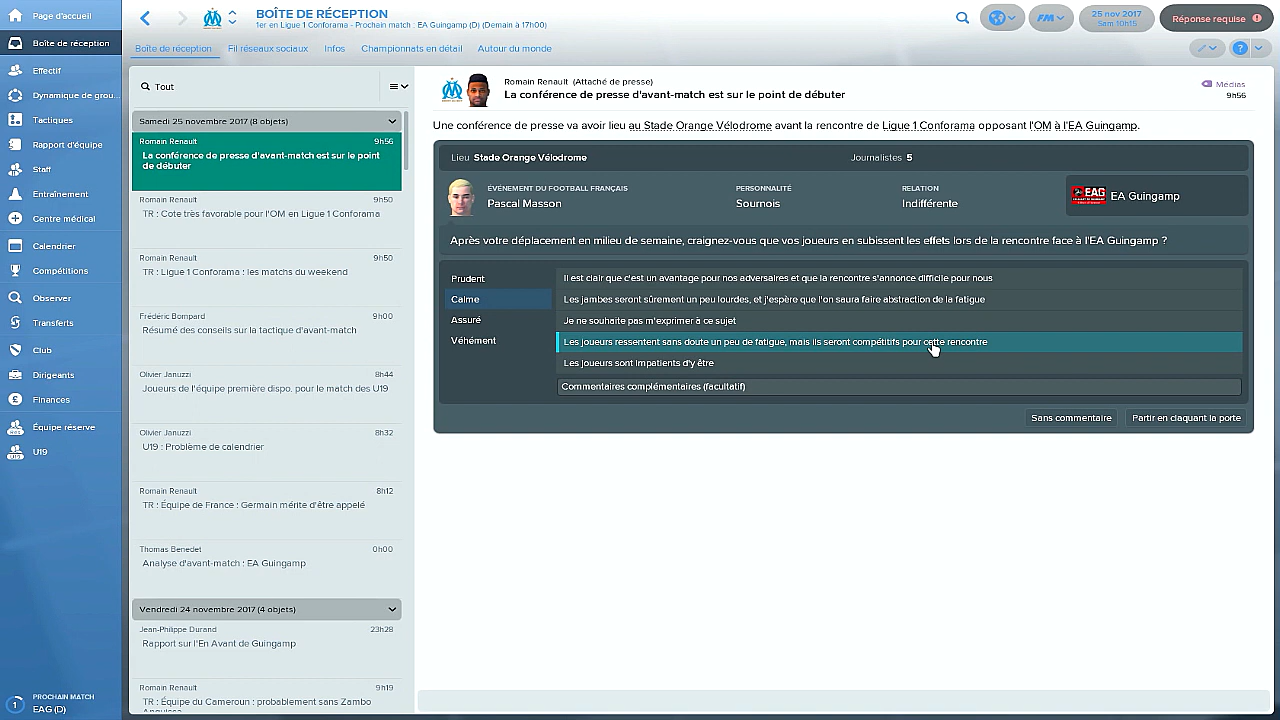 Page d'accueil
Boîte de réception
Effectif
Dynamique de grou...
Tactiques
Rapport d'équipe
Staff
Entraînement
Centre médical
Calendrier
Compétitions
Observer
Transferts
Club
Dirigeants
Finances
Équipe réserve
U19
1
PROCHAIN MATCH
EAG (D)
BOÎTE DE RÉCEPTION
1er en Ligue 1 Conforama - Prochain match : EA Guingamp (D) (Demain à 17h00)
FM
25 nov 2017
Sam 10h15
Réponse requise
Boîte de réception Fil réseaux sociaux Infos Championnats en détail Autour du monde
?
Tout
Samedi 25 novembre 2017 (8 objets)
Romain Renault 9h56
La conférence de presse d'avant-match est sur le point
de débuter
Romain Renault 9h50
TR : Cote très favorable pour l'OM en Ligue 1 Conforama
Romain Renault 9h50
TR : Ligue 1 Conforama : les matchs du weekend
Frédéric Bompard 9h00
Résumé des conseils sur la tactique d'avant-match
Olivier Januzzi 8h44
Joueurs de l'équipe première dispo. pour le match des U19
Olivier Januzzi 8h32
U19 : Problème de calendrier
Romain Renault 8h12
TR : Équipe de France : Germain mérite d'être appelé
Thomas Benedet 0h00
Analyse d'avant-match : EA Guingamp
Vendredi 24 novembre 2017 (4 objets)
Jean-Philippe Durand 23h28
Rapport sur l'En Avant de Guingamp
Romain Renault 9h19
TR : Équipe du Cameroun : probablement sans Zambo
Anguissa
Romain Renault (Attaché de presse)
La conférence de presse d'avant-match est sur le point de débuter
Médias
9h56
Une conférence de presse va avoir lieu au Stade Orange Vélodrome avant la rencontre de Ligue 1 Conforama opposant l'OM à l'EA Guingamp.
Lieu Stade Orange Vélodrome Journalistes 5
ÉVÉNEMENT DU FOOTBALL FRANÇAIS PERSONNALITÉ RELATION
Pascal Masson Sournois Indifférente
EAG EA Guingamp
Après votre déplacement en milieu de semaine, craignez-vous que vos joueurs en subissent les effets lors de la rencontre face à l'EA Guingamp ?
Prudent
Calme
Assuré
Véhément
Il est clair que c'est un avantage pour nos adversaires et que la rencontre s'annonce difficile pour nous
Les jambes seront sûrement un peu lourdes, et j'espère que l'on saura faire abstraction de la fatigue
Je ne souhaite pas m'exprimer à ce sujet
Les joueurs ressentent sans doute un peu de fatigue, mais ils seront compétitifs pour cette rencontre
Les joueurs sont impatients d'y être
Commentaires complémentaires (facultatif)
Sans commentaire Partir en claquant la porte